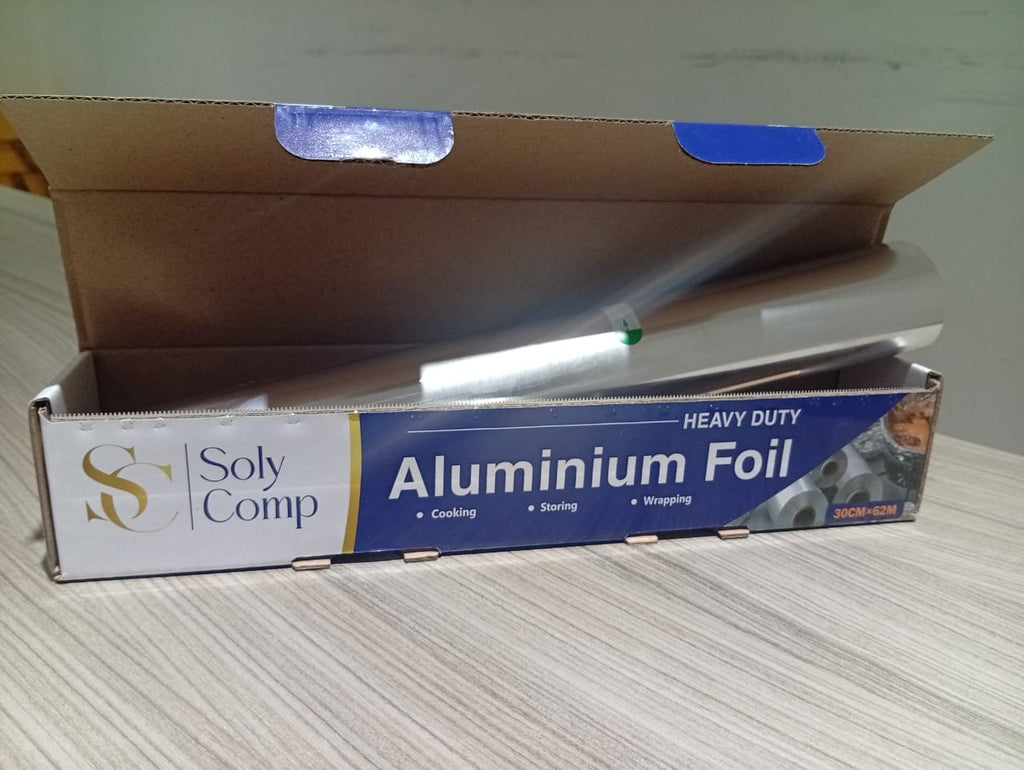 SC
Soly
Comp
HEAVY DUTY
Aluminium Foil
• Cooking • Storing • Wrapping
30CM×62M